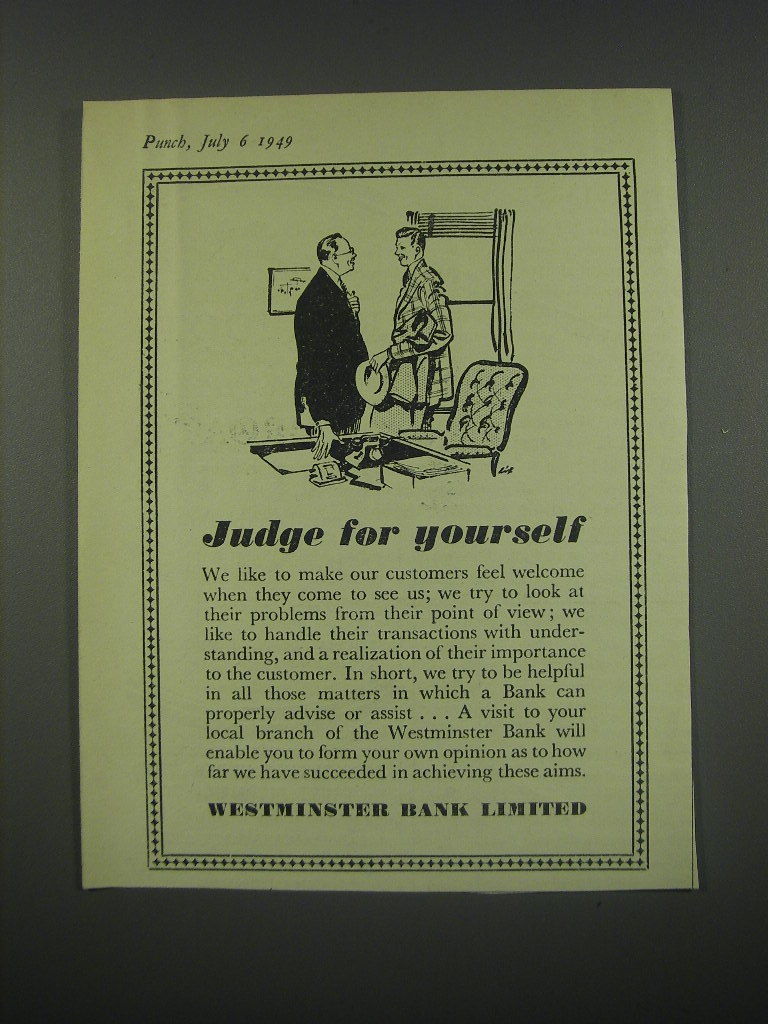 Punch, July 6 1949
Judge for yourself
We like to make our customers feel welcome
when they come to see us; we try to look at
their problems from their point of view; we
like to handle their transactions with under-
standing, and a realization of their importance
to the customer. In short, we try to be helpful
in all those matters in which a Bank can
properly advise or assist . . . A visit to your
local branch of the Westminster Bank will
enable you to form your own opinion as to how
far we have succeeded in achieving these aims.
WESTMINSTER BANK LIMITED